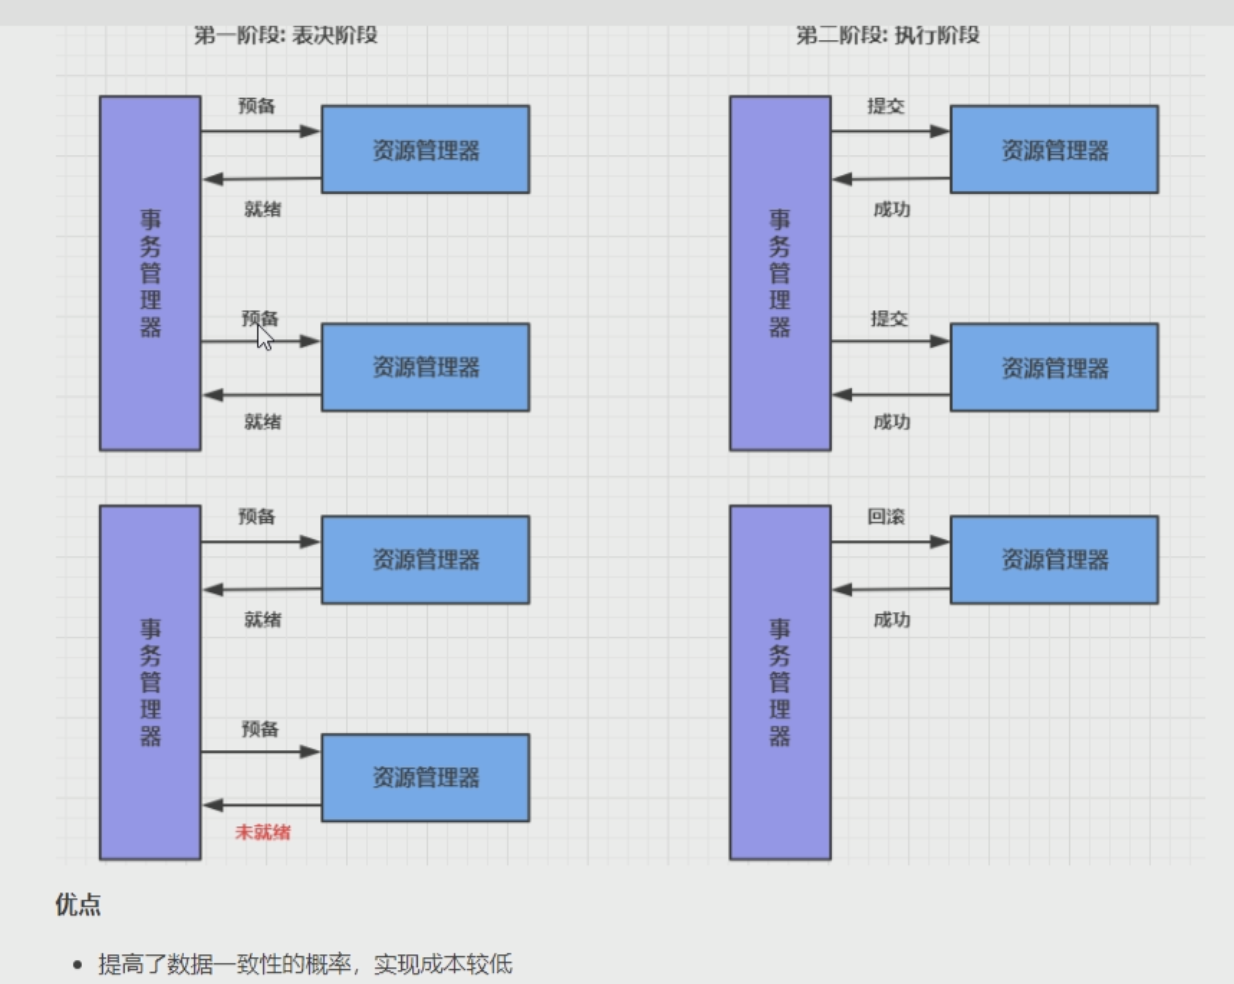 第一阶段: 表决阶段
第二阶段: 执行阶段
事务管理器
预备
资源管理器
就绪
预备
资源管理器
就绪
事务管理器
提交
资源管理器
成功
提交
资源管理器
成功
事务管理器
预备
资源管理器
就绪
预备
资源管理器
未就绪
事务管理器
回滚
资源管理器
成功
优点
• 提高了数据一致性的概率，实现成本较低